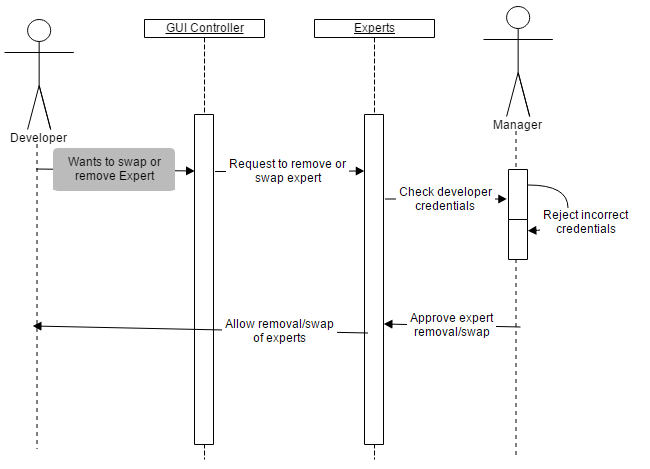 GUI Controller
Experts
Developer
Manager
Wants to swap or
remove Expert
Request to remove or
swap expert
Check developer
credentials
Reject incorrect
credentials
Allow removal/swap
of experts
Approve expert
removal/swap